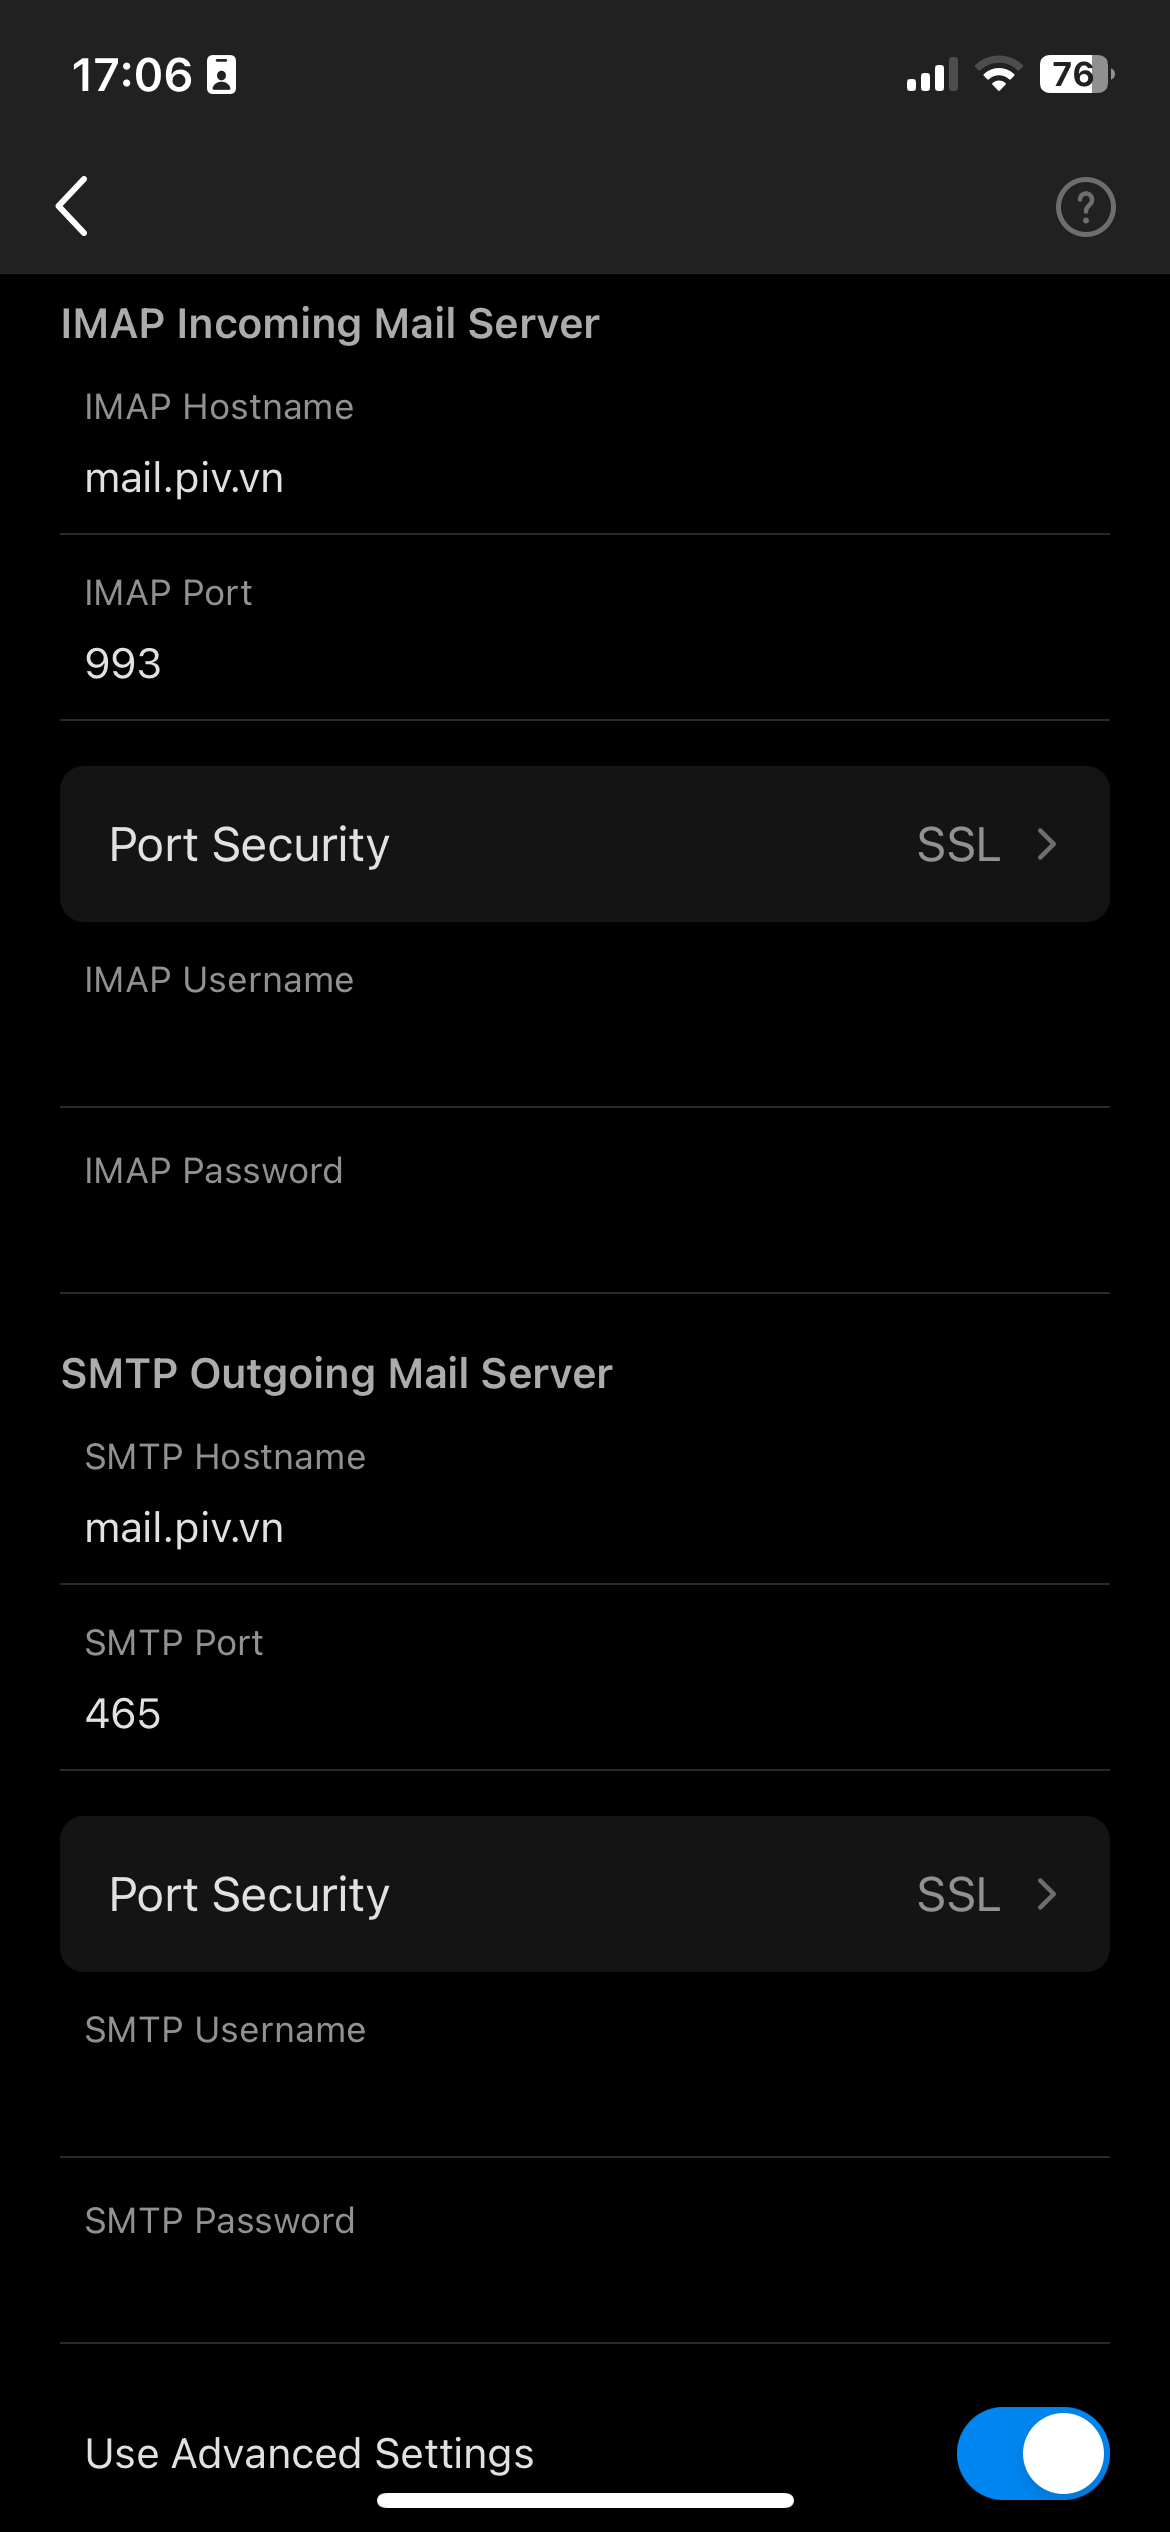 17:06
76
?
IMAP Incoming Mail Server
IMAP Hostname
mail.piv.vn
IMAP Port
993
Port Security SSL
IMAP Username
IMAP Password
SMTP Outgoing Mail Server
SMTP Hostname
mail.piv.vn
SMTP Port
465
Port Security SSL
SMTP Username
SMTP Password
Use Advanced Settings